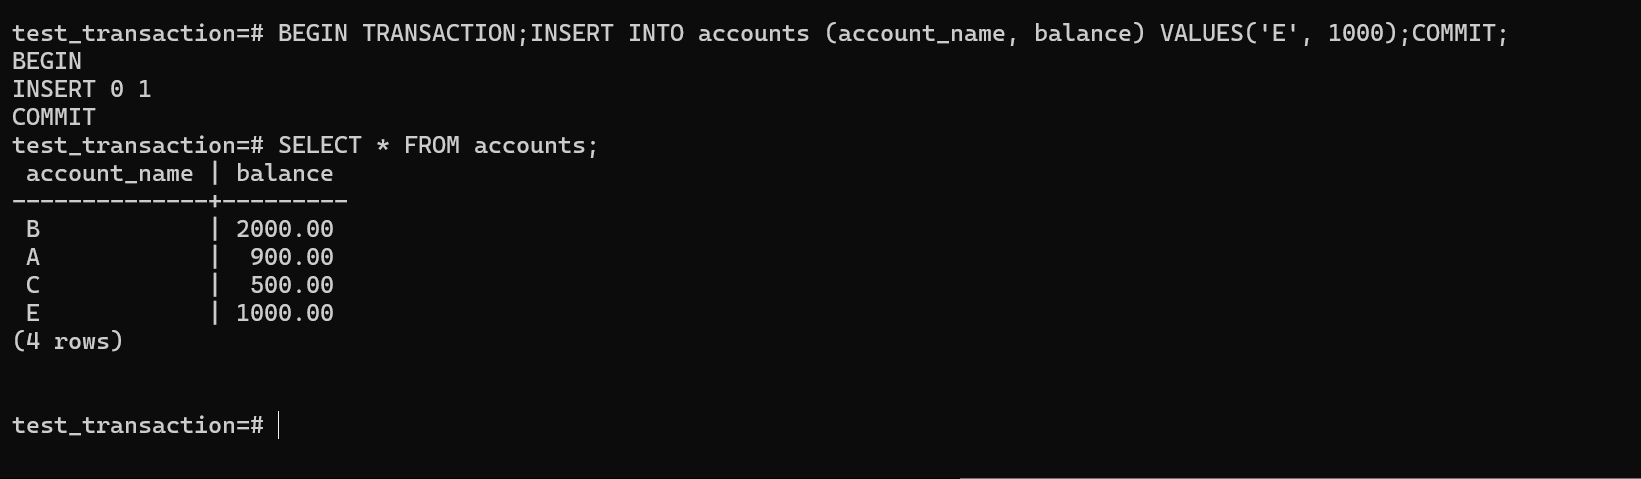 test_transaction=# BEGIN TRANSACTION;INSERT INTO accounts (account_name, balance) VALUES('E', 1000);COMMIT;
BEGIN
INSERT 0 1
COMMIT
test_transaction=# SELECT * FROM accounts;
 account_name | balance
--------------+---------
 B            | 2000.00
 A            |  900.00
 C            |  500.00
 E            | 1000.00
(4 rows)
test_transaction=#